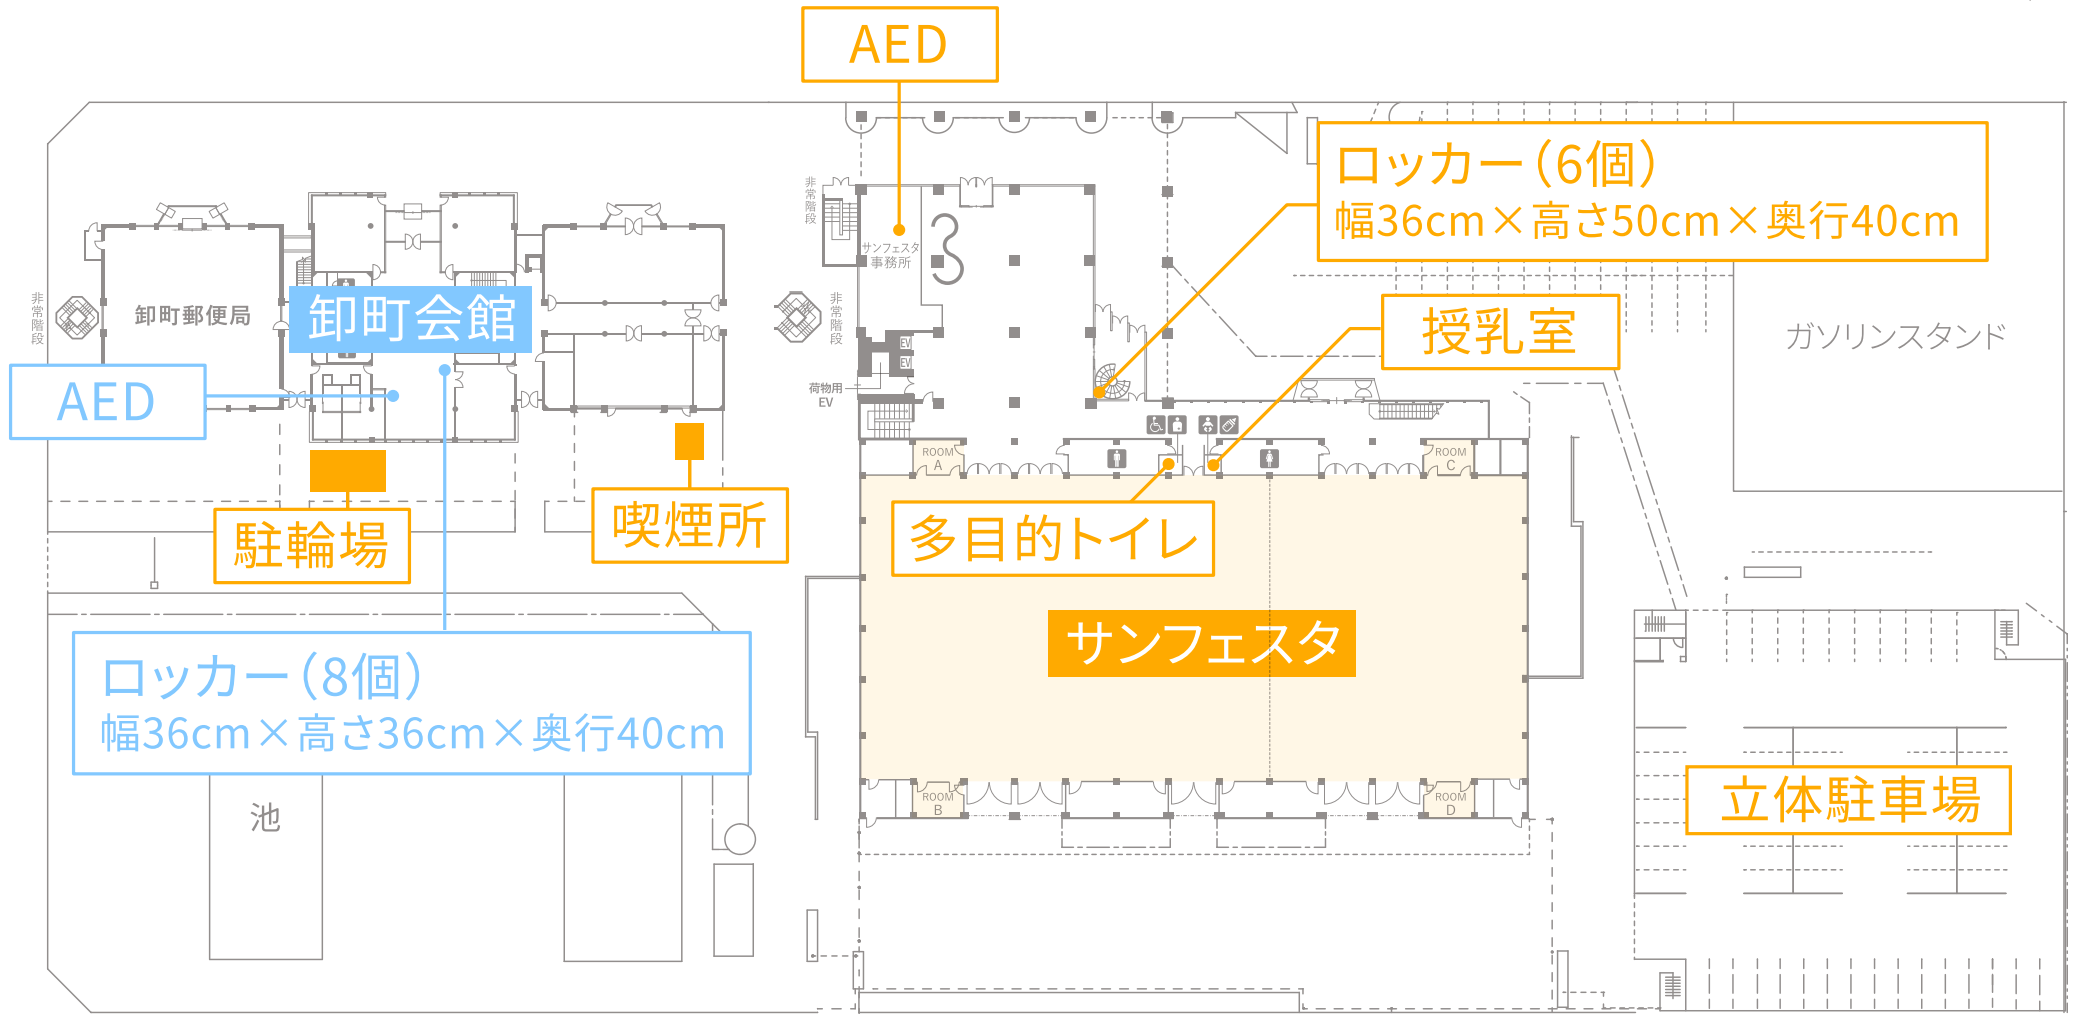 AED
ロッカー（6個）
幅36cm×高さ50cm×奥行40cm
非常階段
サンフェスタ
事務所
非常階段
卸町郵便局
卸町会館
非常階段
EV
EV
授乳室
ガソリンスタンド
AED
荷物用
EV
ROOM
A
ROOM
C
駐輪場
喫煙所
多目的トイレ
サンフェスタ
ロッカー（8個）
幅36cm×高さ36cm×奥行40cm
立体駐車場
池
ROOM
B
ROOM
D